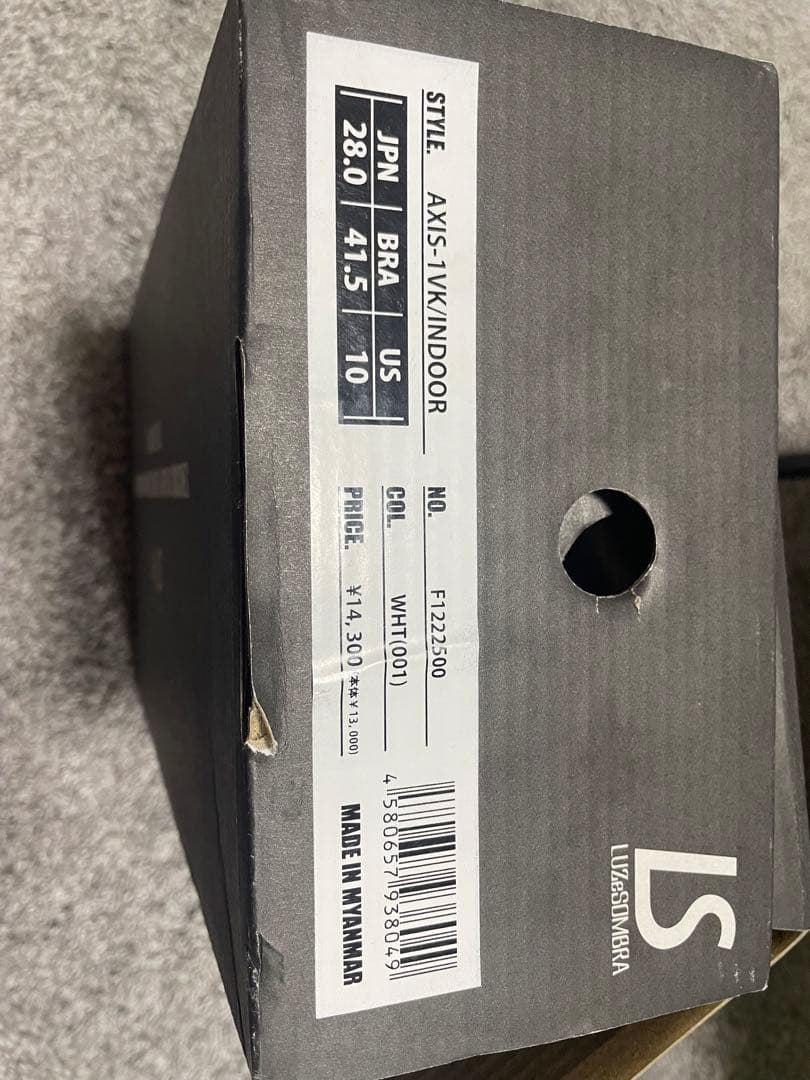 LS
LUZeSOMBRA
STYLE. AXIS-1VK/INDOOR
JPN BRA US
28.0 41.5 10
NO. F1222500
COL. WHT(001)
PRICE. ¥14,300(本体¥13,000)
4580657938049
MADE IN MYANMAR